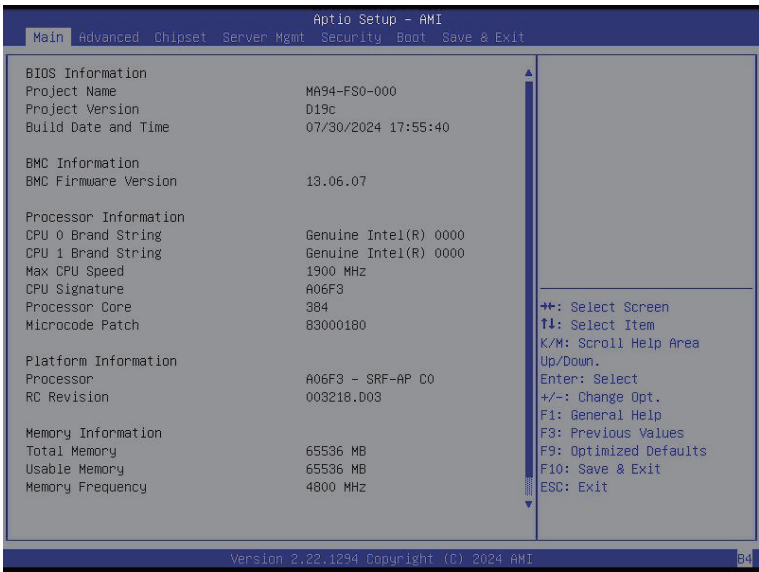 Aptio Setup – AMI
Main Advanced Chipset Server Mgmt Security Boot Save & Exit
BIOS Information
Project Name MA94-FS0-000
Project Version D19c
Build Date and Time 07/30/2024 17:55:40
BMC Information
BMC Firmware Version 13.06.07
Processor Information
CPU 0 Brand String Genuine Intel(R) 0000
CPU 1 Brand String Genuine Intel(R) 0000
Max CPU Speed 1900 MHz
CPU Signature A06F3
Processor Core 384
Microcode Patch 83000180
Platform Information
Processor A06F3 - SRF-AP C0
RC Revision 003218.D03
Memory Information
Total Memory 65536 MB
Usable Memory 65536 MB
Memory Frequency 4800 MHz
→←: Select Screen
↑↓: Select Item
K/M: Scroll Help Area
Up/Down.
Enter: Select
+/-: Change Opt.
F1: General Help
F3: Previous Values
F9: Optimized Defaults
F10: Save & Exit
ESC: Exit
Version 2.22.1294 Copyright (C) 2024 AMI
B4